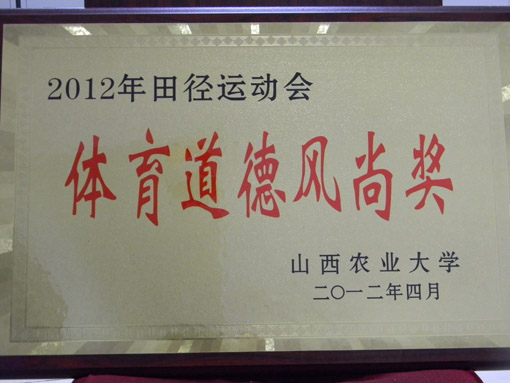 2012年田径运动会
体育道德风尚奖
山西农业大学
二〇一二年四月